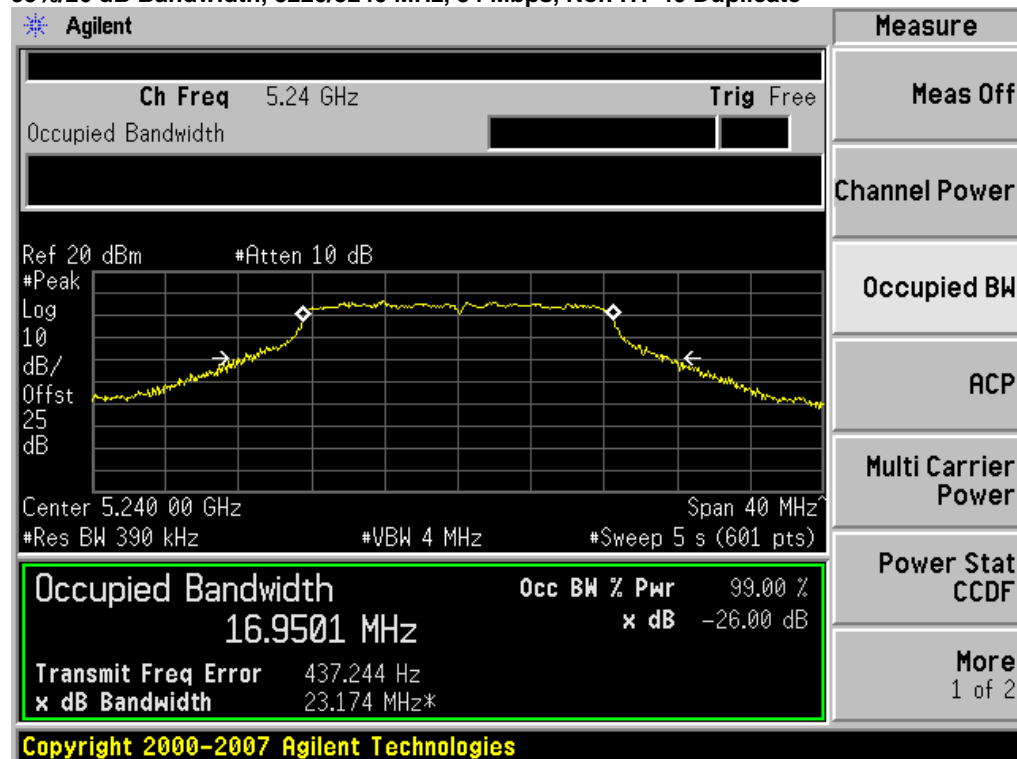 Agilent
Measure
Ch Freq 5.24 GHz Trig Free
Occupied Bandwidth
Meas Off
Channel Power
Occupied BW
ACP
Multi Carrier
Power
Power Stat
CCDF
More
1 of 2
Ref 20 dBm #Atten 10 dB
#Peak
Log
10
dB/
Offst
25
dB
Center 5.240 00 GHz Span 40 MHz^
#Res BW 390 kHz #VBW 4 MHz #Sweep 5 s (601 pts)
Occupied Bandwidth Occ BW % Pwr 99.00 %
16.9501 MHz x dB -26.00 dB
Transmit Freq Error 437.244 Hz
x dB Bandwidth 23.174 MHz*
Copyright 2000-2007 Agilent Technologies